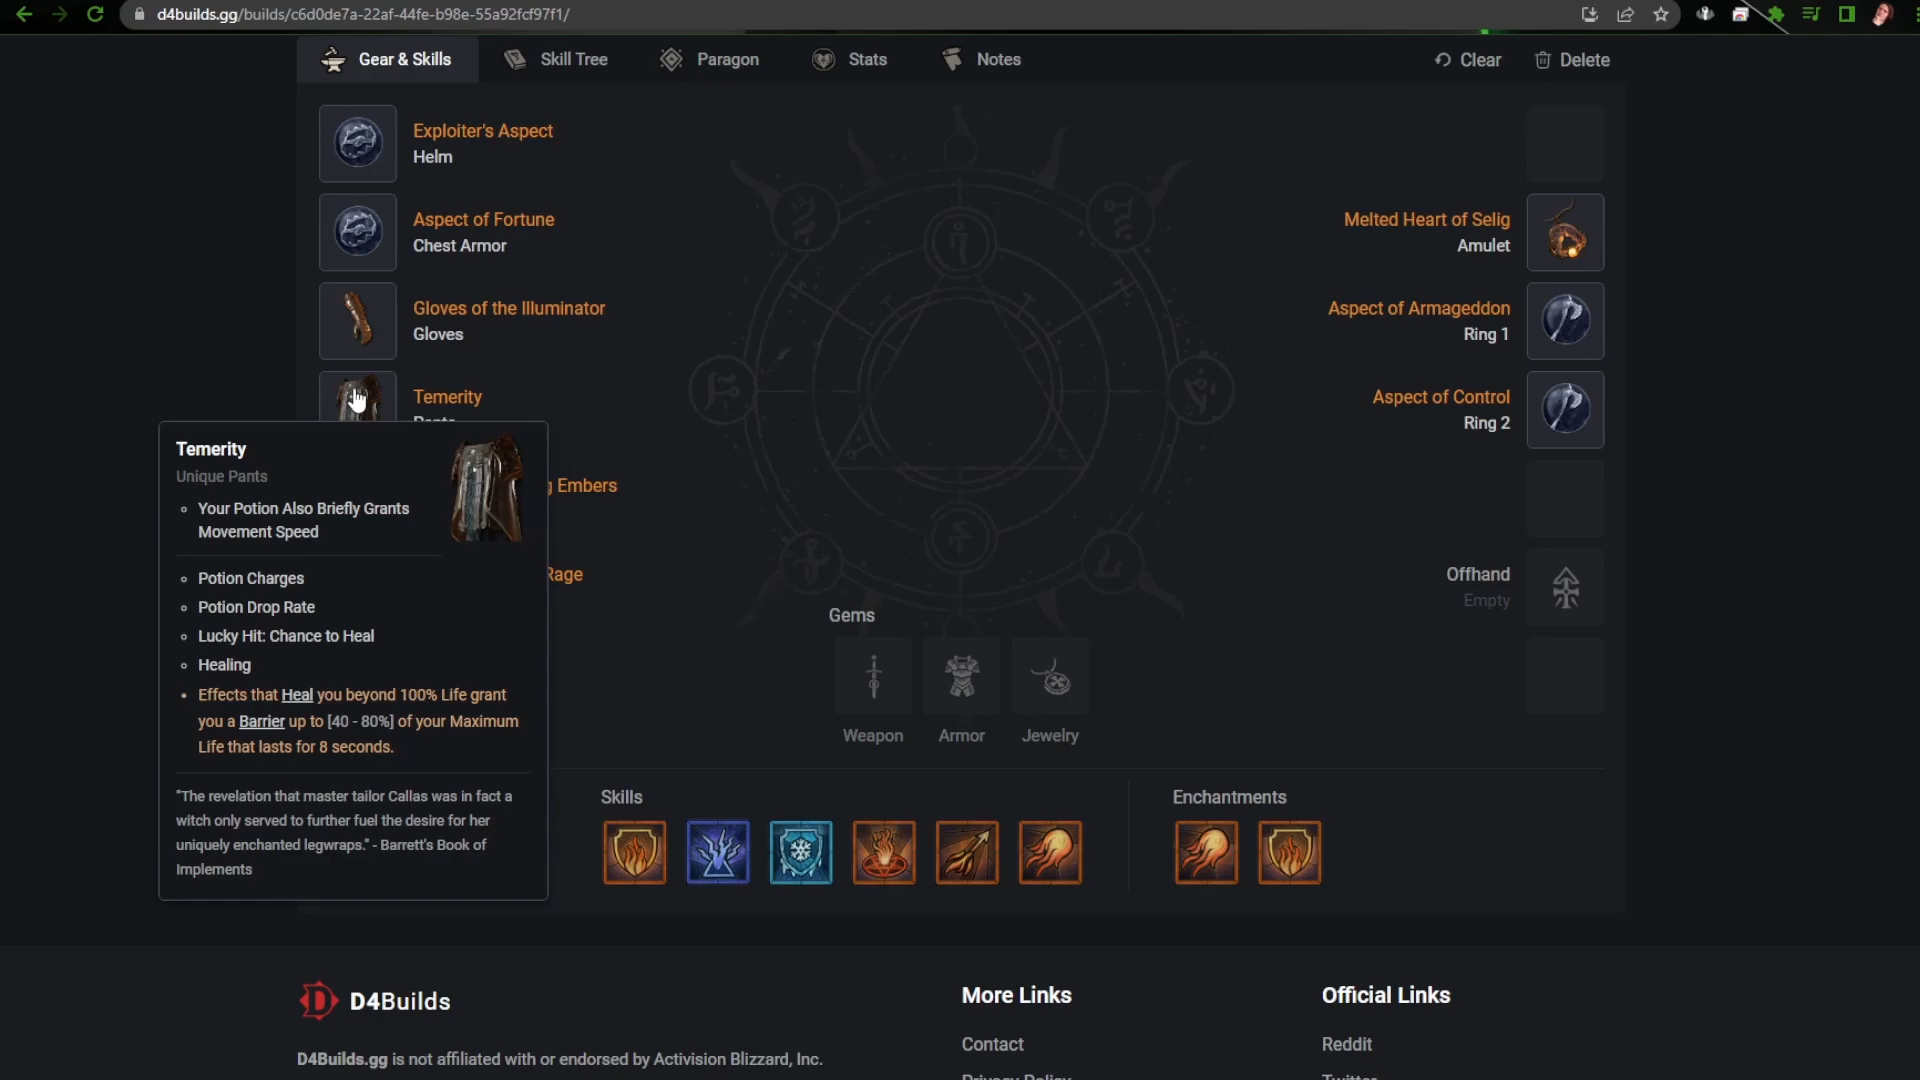 d4builds.gg/builds/c6d0de7a-22af-44fe-b98e-55a92fcf97f1/
Gear & Skills
Skill Tree
Paragon
Stats
Notes
Clear
Delete
Exploiter's Aspect
Helm
Aspect of Fortune
Chest Armor
Gloves of the Illuminator
Gloves
Temerity
Melted Heart of Selig
Amulet
Aspect of Armageddon
Ring 1
Aspect of Control
Ring 2
Offhand
Empty
Embers
Rage
Temerity
Unique Pants
Your Potion Also Briefly Grants
Movement Speed
Potion Charges
Potion Drop Rate
Lucky Hit: Chance to Heal
Healing
Effects that Heal you beyond 100% Life grant
you a Barrier up to [40 - 80%] of your Maximum
Life that lasts for 8 seconds.
"The revelation that master tailor Callas was in fact a
witch only served to further fuel the desire for her
uniquely enchanted legwraps." - Barrett's Book of
Implements
Gems
Weapon
Armor
Jewelry
Skills
Enchantments
D4Builds
D4Builds.gg is not affiliated with or endorsed by Activision Blizzard, Inc.
More Links
Contact
Official Links
Reddit